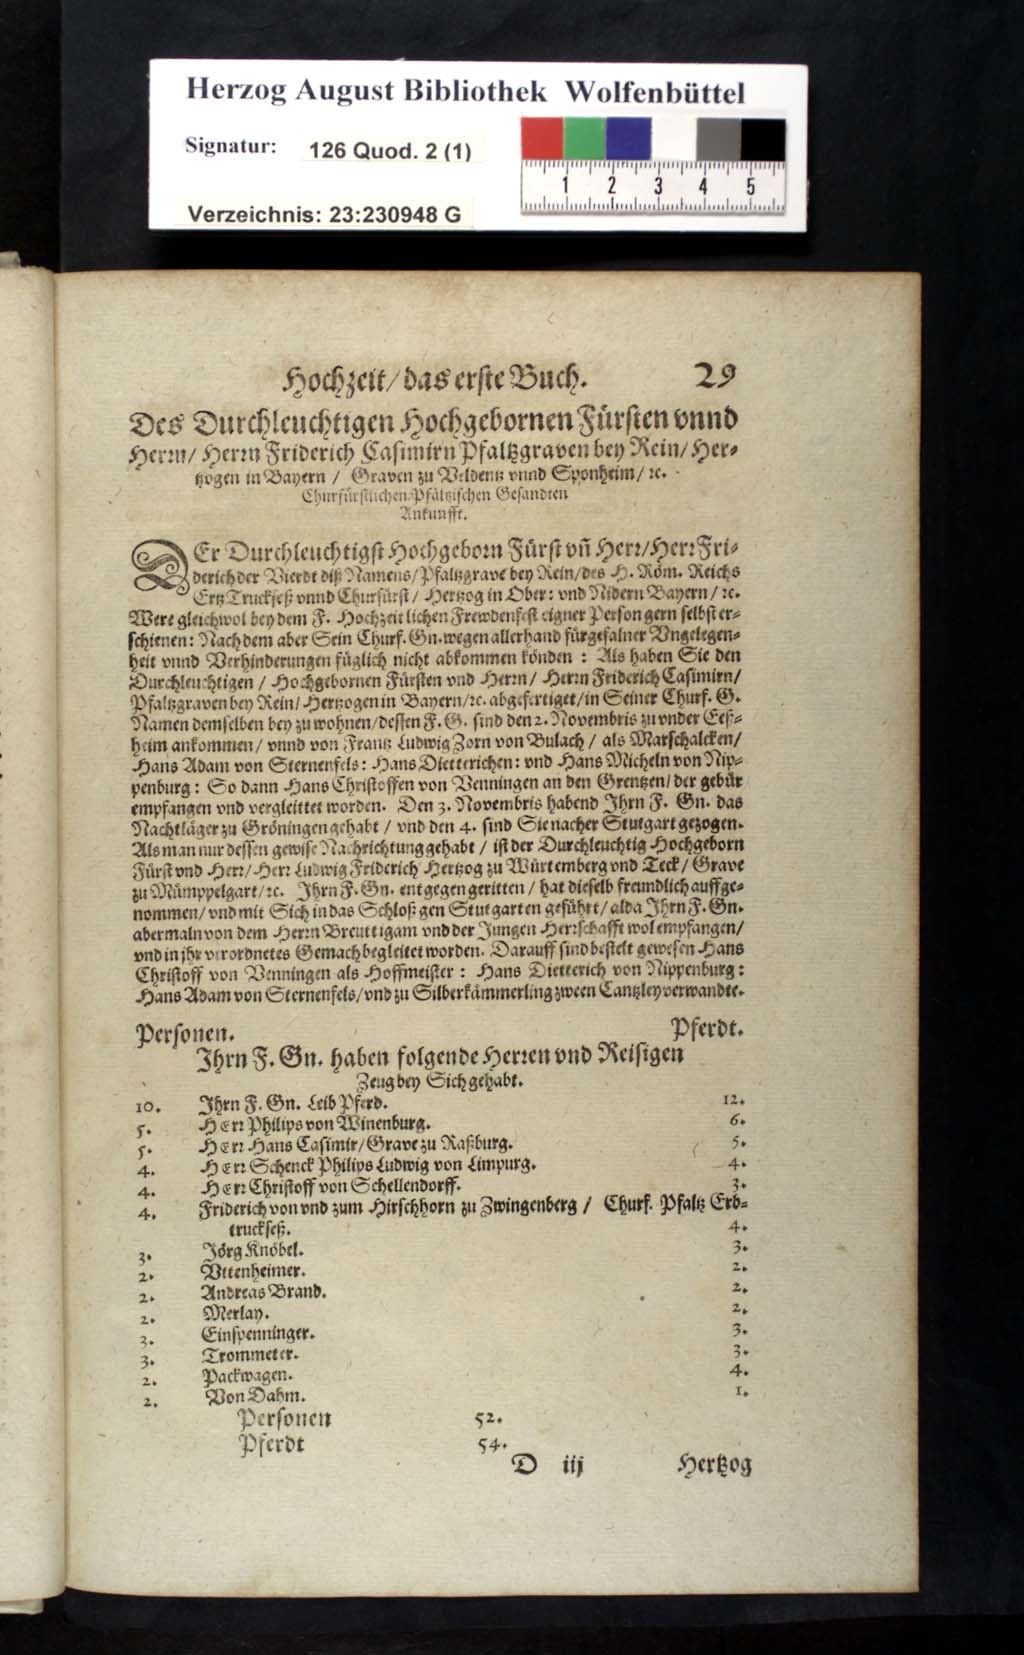 Herzog August Bibliothek Wolfenbüttel
Signatur: 126 Quod. 2 (1)
1 2 3 4 5
Verzeichnis: 23:230948 G
Hochzeit/ das erste Buch. 29
Des Durchleuchtigen Hochgebornen Fürsten vnnd
Herrn/ Herrn Friderich Casimirn Pfaltzgraven bey Rein/ Her-
tzogen in Bayern / Graven zu Veldentz vnnd Sponheim/ ꝛc.
Churfürstlichen/Pfältzischen Gesandten
Ankunfft.
DEr Durchleuchtigst Hochgeborn Fürst vñ Herr/Herr Fri-
derich der Vierdt diß Namens/Pfaltzgrave bey Rein/des H. Röm. Reichs
Ertz Truckseß vnnd Churfürst / Hertzog in Ober: vnd Nidern Bayern / ꝛc.
Were gleichwol bey dem F. Hochzeitlichen Frewdenfest eigner Person gern selbst er-
schienen: Nach dem aber Sein Churf. Gn. wegen allerhand fürgefalner Vngelegen-
heit vnnd Verhinderungen füglich nicht abkommen könden : Als haben Sie den
Durchleuchtigen / Hochgebornen Fürsten vnd Herrn/ Herrn Friderich Casimirn/
Pfaltzgraven bey Rein/ Hertzogen in Bayern/ꝛc. abgefertiget/in Seiner Churf. G.
Namen demselben bey zu wohnen/dessen F. G. sind den 2. Novembris zu vnder Eeß-
heim ankommen/ vnnd von Frantz Ludwig Zorn von Bulach / als Marschalcken/
Hans Adam von Sternenfels: Hans Dietterichen: vnd Hans Micheln von Nip-
penburg: So dann Hans Christoffen von Venningen an den Grentzen/ der gebür
empfangen vnd vergleittet worden. Den 3. Novembris habend Ihrn F. Gn. das
Nachtläger zu Gröningen gehabt / vnd den 4. sind Sie nacher Stutgart gezogen.
Als man nur dessen gewise Nachrichtung gehabt / ist der Durchleuchtig Hochgeborn
Fürst vnd Herr/ Herr Ludwig Friderich Hertzog zu Würtemberg vnd Teck / Grave
zu Mümppelgart/ꝛc. Ihrn F. Gn. entgegen geritten / hat dieselb freundlich auffge-
nommen/ vnd mit Sich in das Schloß gen Stutgarten geführt/ alda Ihrn F. Gn.
abermaln von dem Herrn Breuttigam vnd der Jungen Herrschafft wol empfangen/
vnd in jhr verordnetes Gemach begleitet worden. Darauff sind bestelt gewesen Hans
Christoff von Venningen als Hoffmeister : Hans Dietterich von Nippenburg:
Hans Adam von Sternenfels/ vnd zu Silberkämmerling zween Cantzleyverwandte.
Personen. Pferdt.
Ihrn F. Gn. haben folgende Herren vnd Reisigen
Zeug bey Sich gehabt.
10. Ihrn F. Gn. Leib Pferd. 12.
5. HErr Philips von Winenburg. 6.
5. HErr Hans Casimir/ Grave zu Raßburg. 5.
4. HErr Schenck Philips Ludwig von Limpurg. 4.
4. HErr Christoff von Schellendorff. 3.
4. Friderich von vnd zum Hirschhorn zu Zwingenberg / Churf. Pfaltz Erb-
truckseß. 4.
3. Jörg Knöbel. 3.
2. Vttenheimer. 2.
2. Andreas Brand. 2.
2. Merlay. 2.
3. Einspenninger. 3.
3. Trommeter. 3.
2. Packwagen. 4.
2. Von Dahm. 1.
Personen 52.
Pferdt 54.
D iij Hertzog